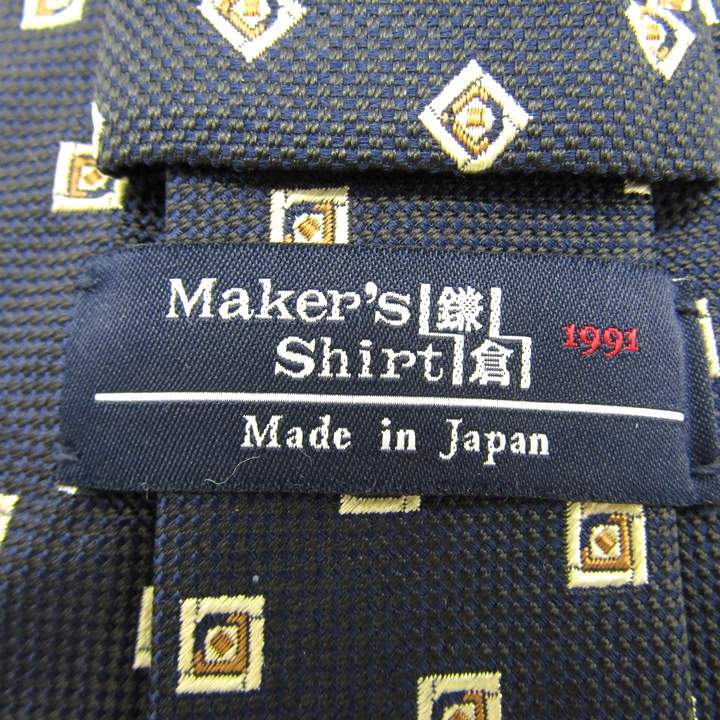 Maker's 鎌 1991
Shirt 倉
Made in Japan